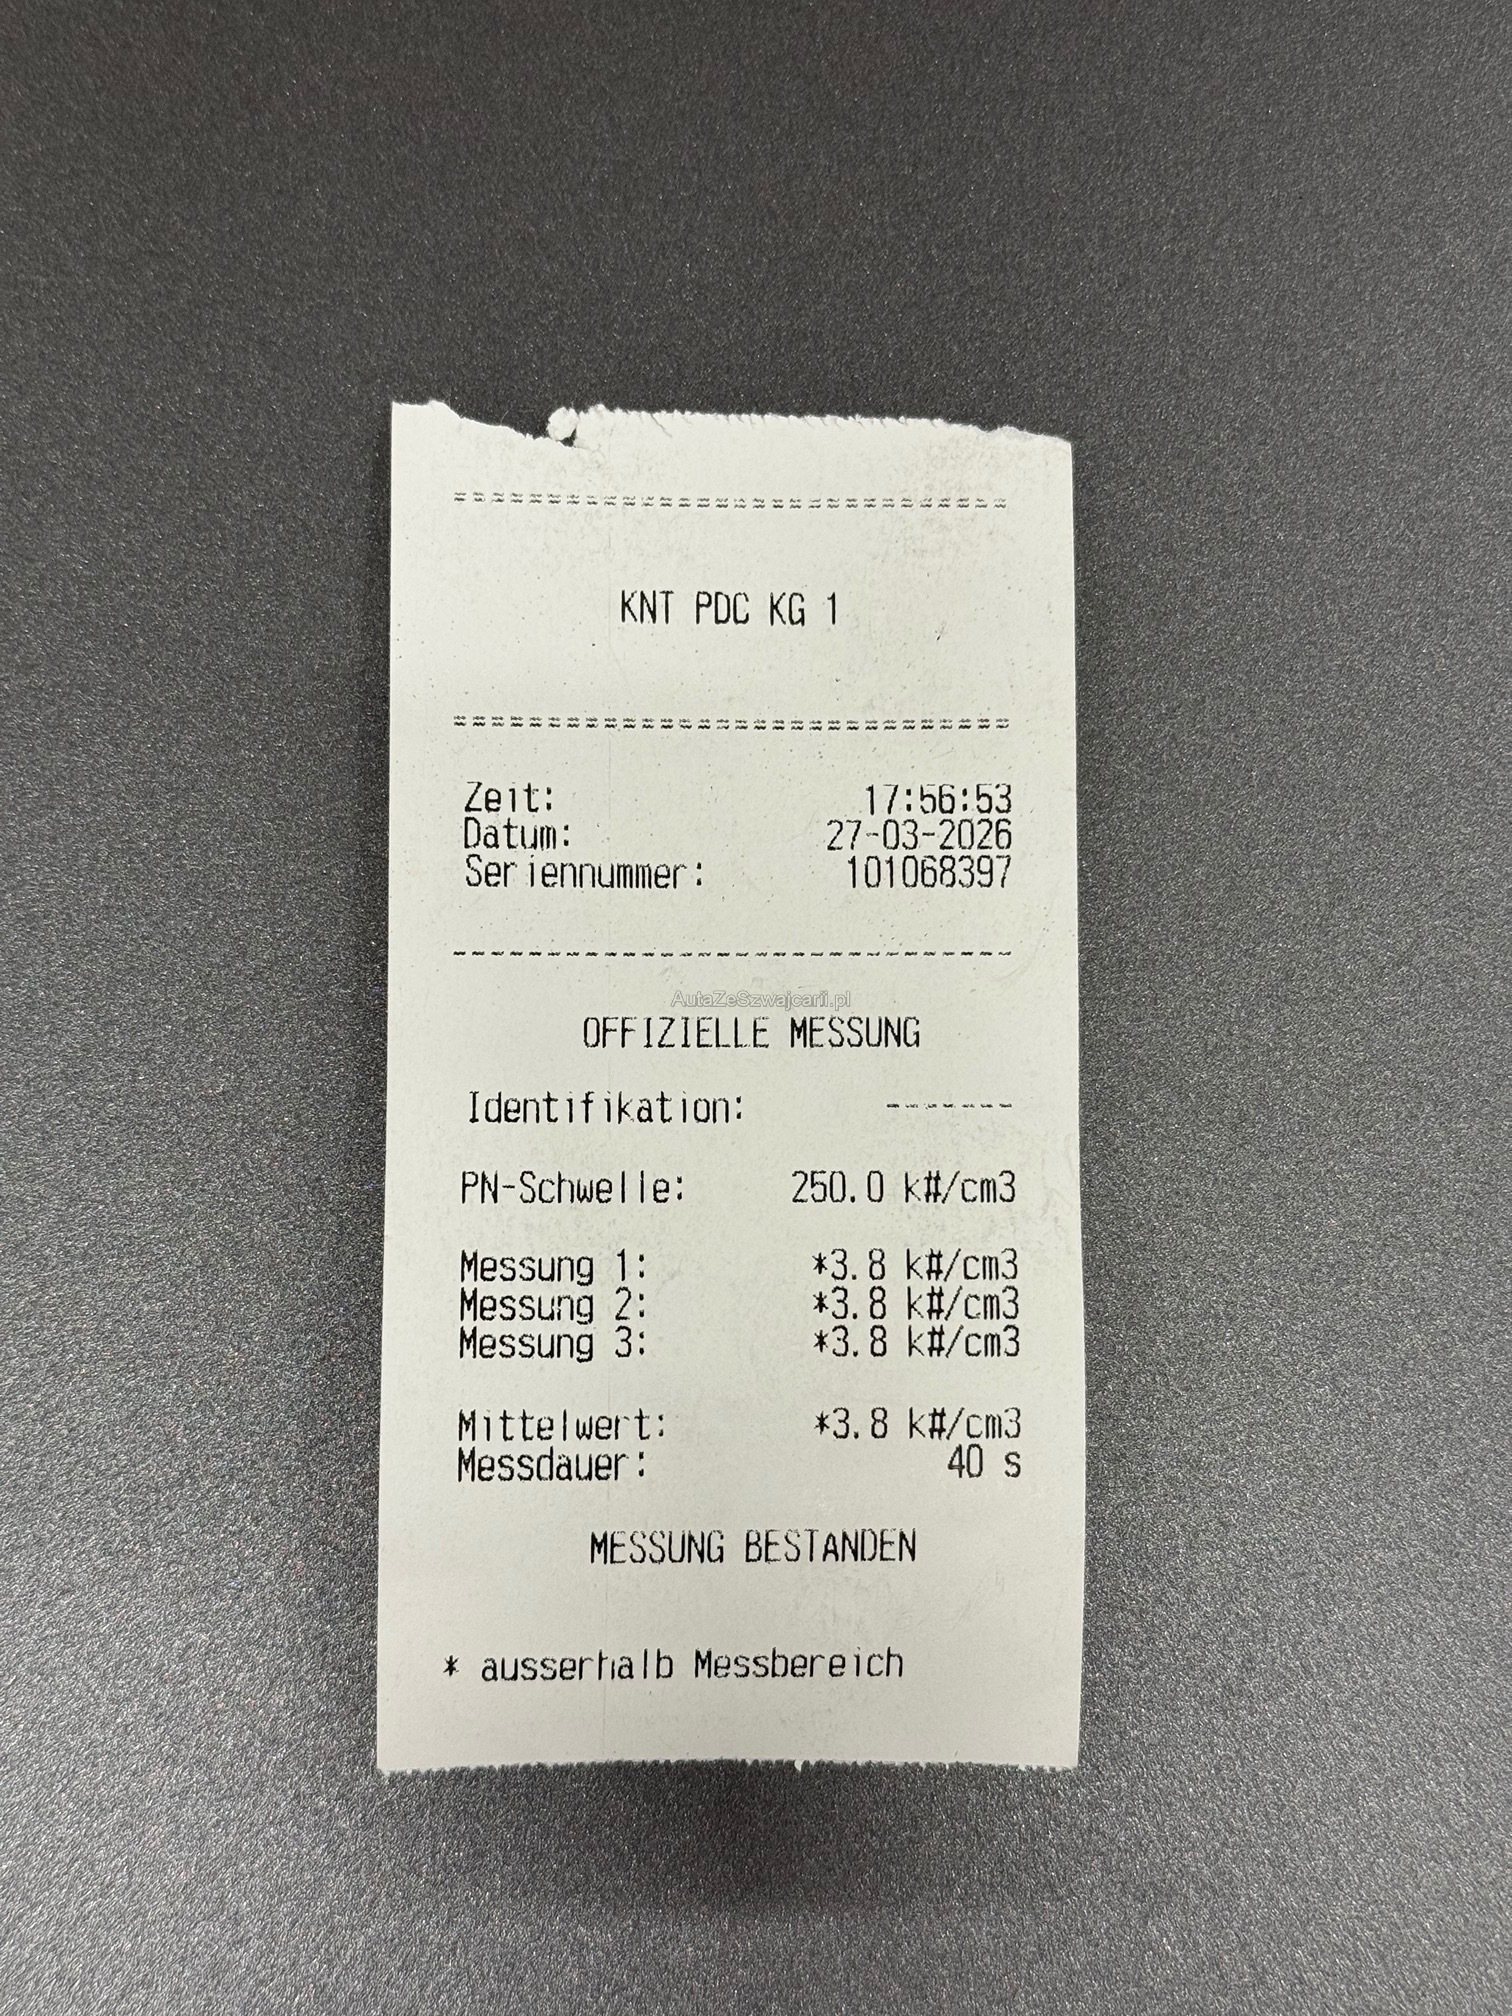 ==============================
KNT PDC KG 1
==============================
Zeit: 17:56:53
Datum: 27-03-2026
Seriennummer: 101068397
------------------------------
AutaZeSzwajcarii.pl
OFFIZIELLE MESSUNG
Identifikation: -------
PN-Schwelle: 250.0 k#/cm3
Messung 1: *3.8 k#/cm3
Messung 2: *3.8 k#/cm3
Messung 3: *3.8 k#/cm3
Mittelwert: *3.8 k#/cm3
Messdauer: 40 s
MESSUNG BESTANDEN
* ausserhalb Messbereich